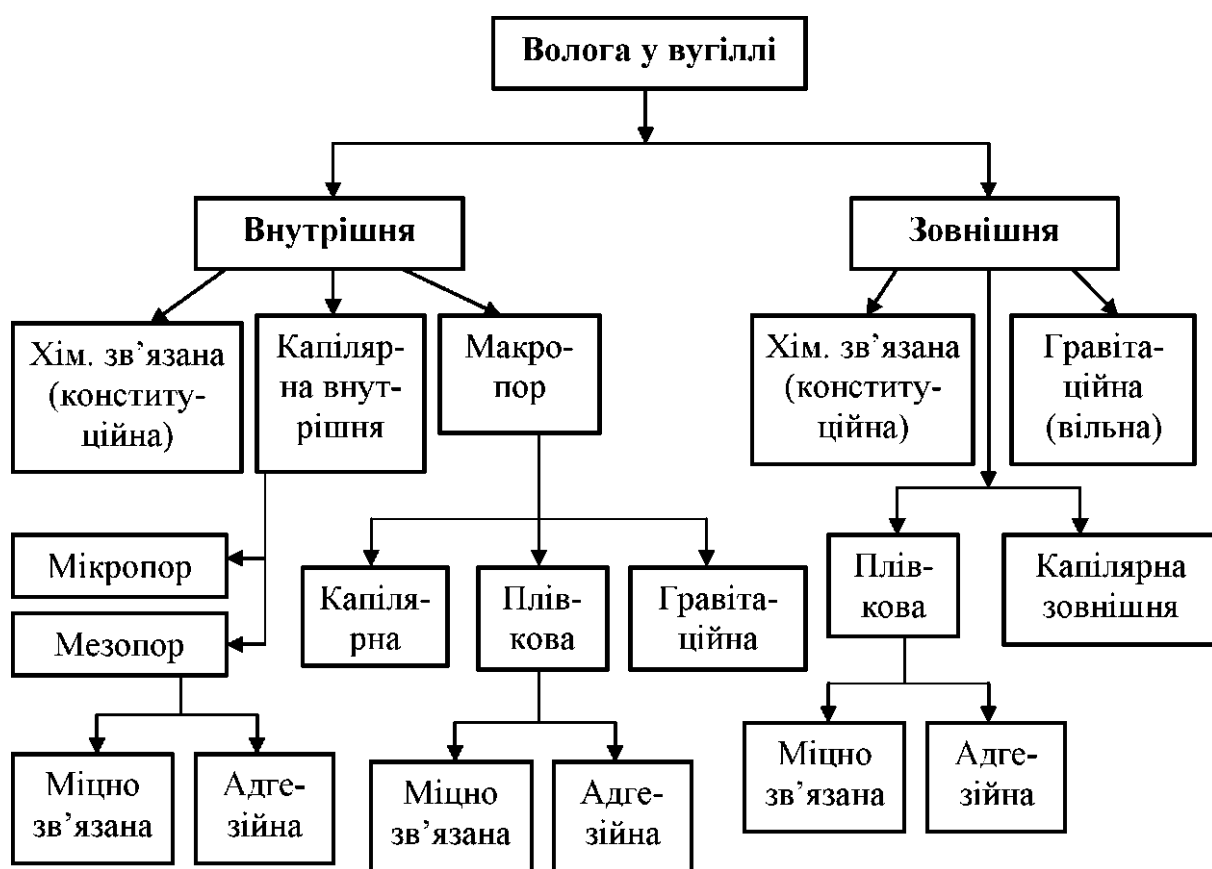 Волога у вугіллі
Внутрішня
Зовнішня
Хім. зв’язана
(конститу-
ційна)
Капіляр-
на внут-
рішня
Макро-
пор
Хім. зв’язана
(конститу-
ційна)
Гравіта-
ційна
(вільна)
Мікропор
Мезопор
Капіля-
рна
Плів-
кова
Гравіта-
ційна
Плів-
кова
Капілярна
зовнішня
Міцно
зв’язана
Адге-
зійна
Міцно
зв’язана
Адге-
зійна
Міцно
зв’язана
Адге-
зійна